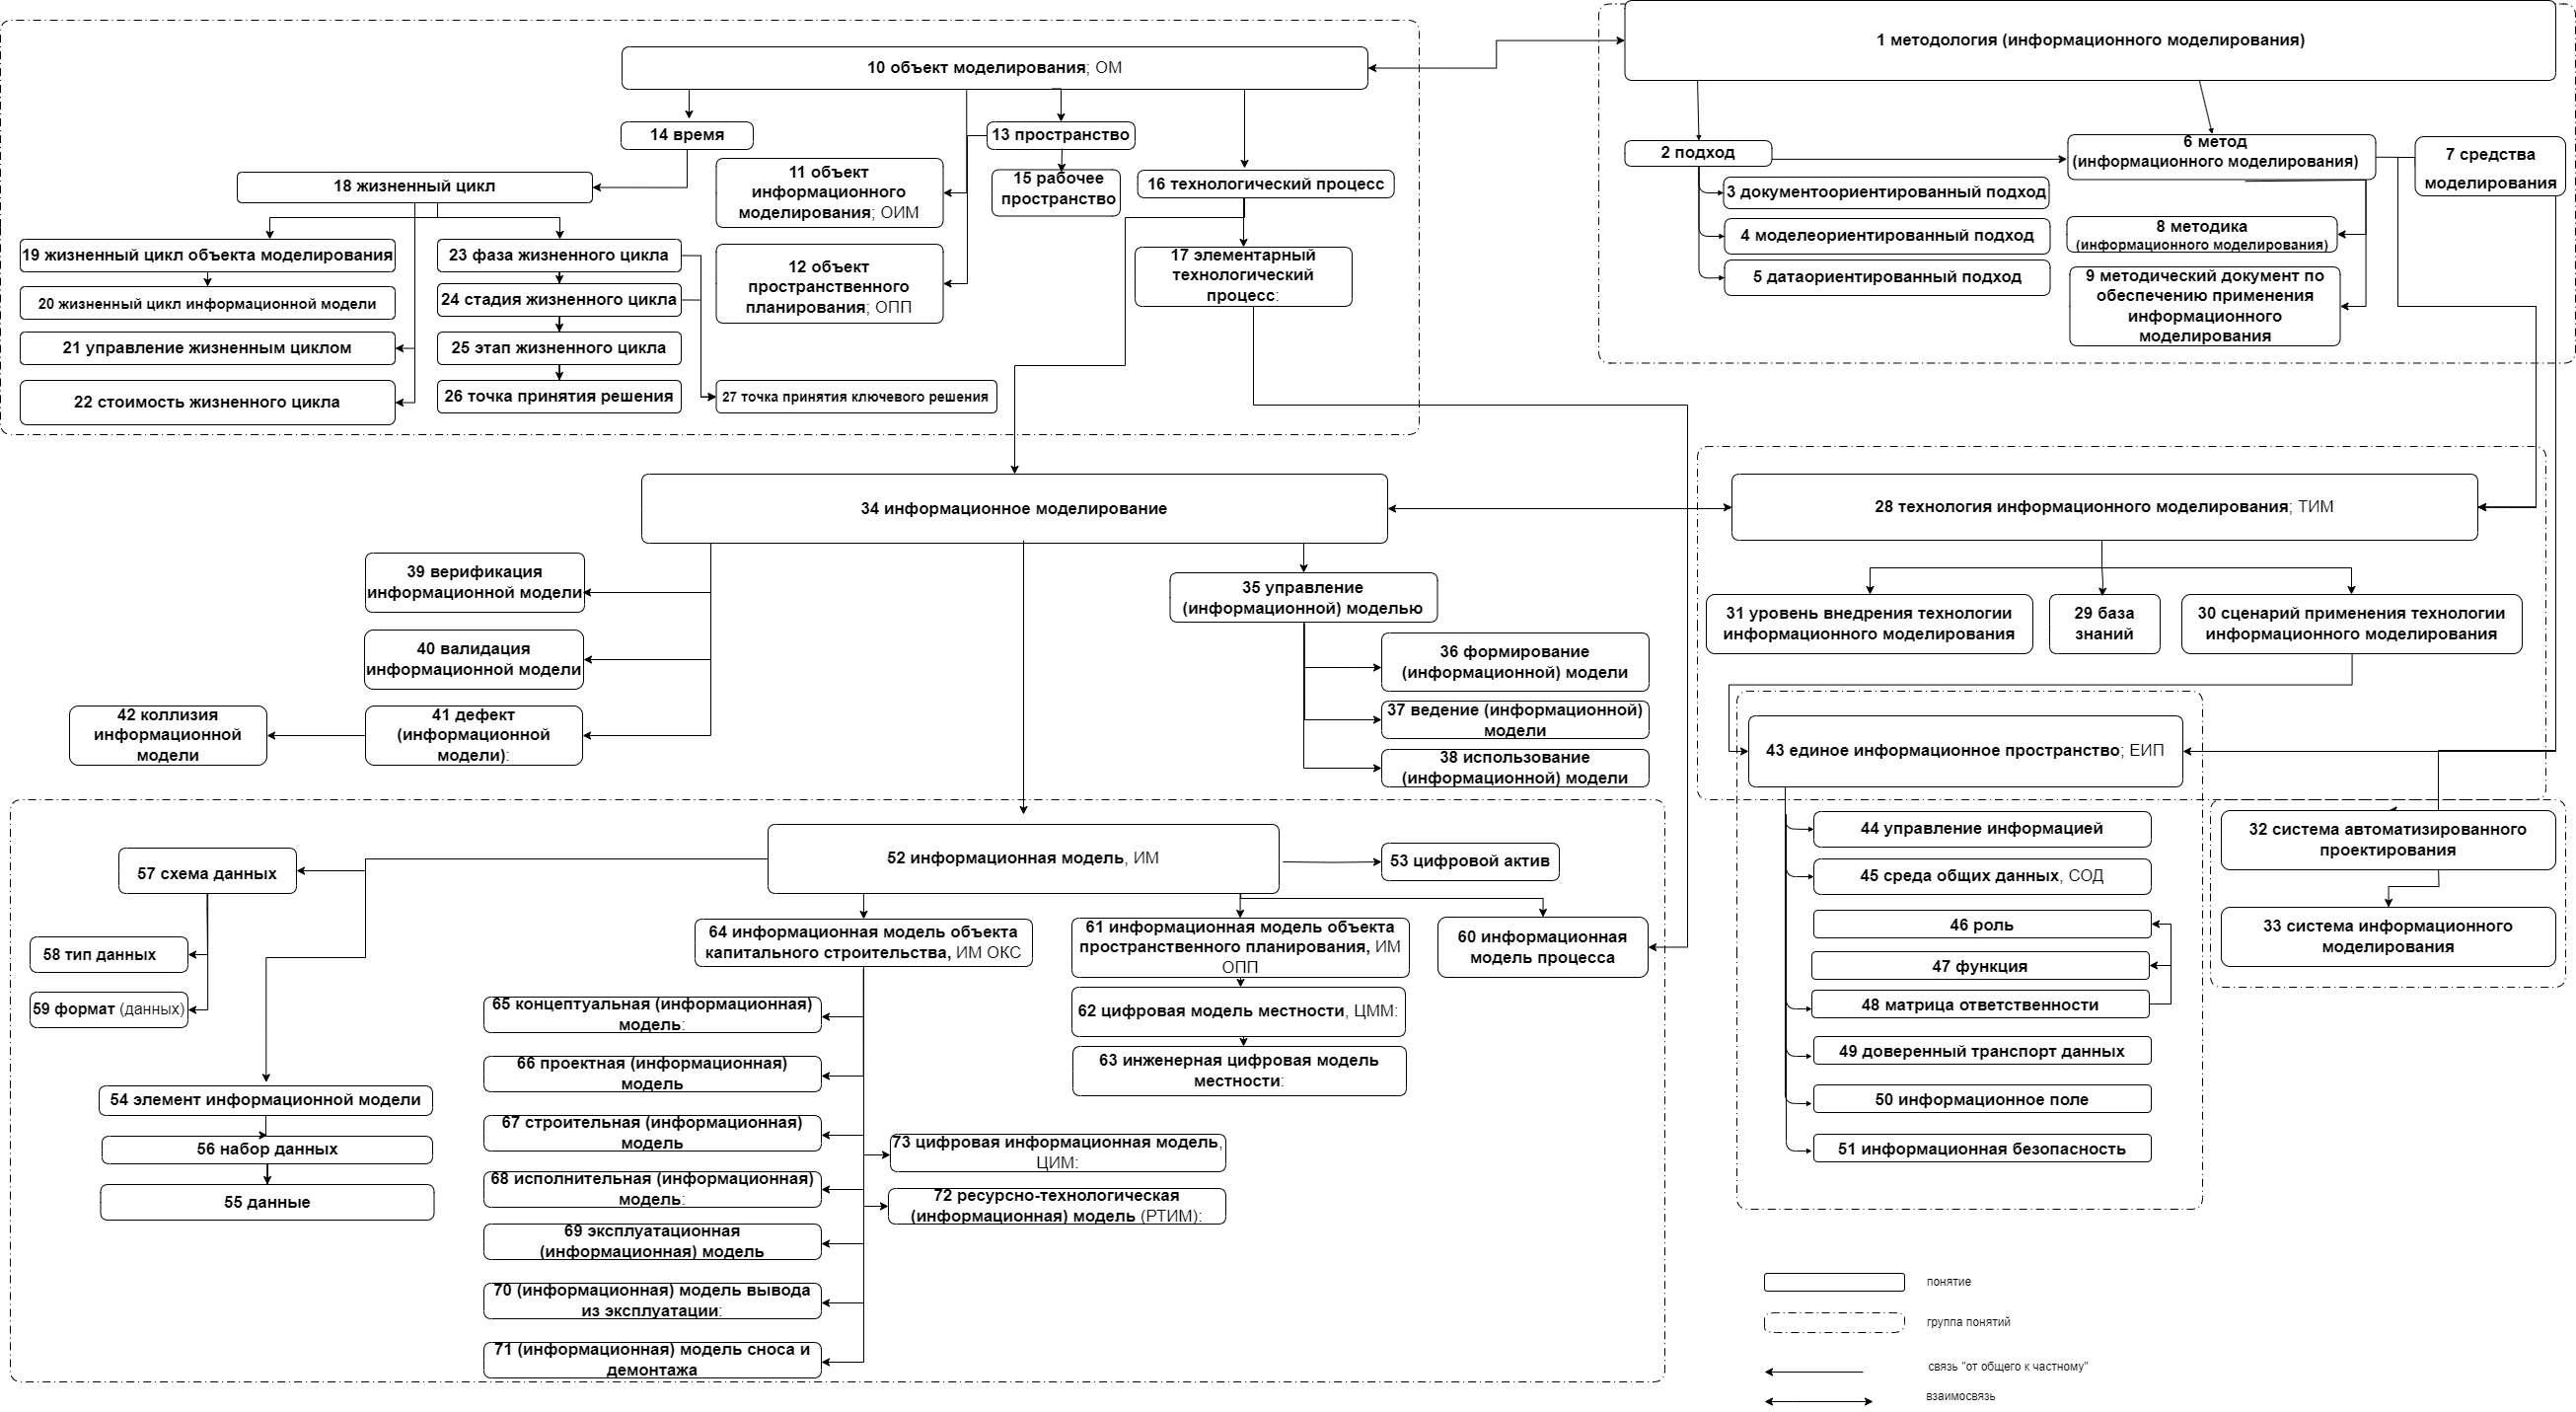 1 методология (информационного моделирования)
10 объект моделирования; ОМ
14 время
13 пространство
2 подход
6 метод
(информационного моделирования)
7 средства
моделирования
11 объект
информационного
моделирования; ОИМ
15 рабочее
пространство
16 технологический процесс
18 жизненный цикл
3 документоориентированный подход
4 моделеориентированный подход
5 датаориентированный подход
8 методика
(информационного моделирования)
9 методический документ по
обеспечению применения
информационного
моделирования
19 жизненный цикл объекта моделирования
20 жизненный цикл информационной модели
21 управление жизненным циклом
22 стоимость жизненного цикла
23 фаза жизненного цикла
24 стадия жизненного цикла
25 этап жизненного цикла
26 точка принятия решения
27 точка принятия ключевого решения
12 объект
пространственного
планирования; ОПП
17 элементарный
технологический
процесс:
34 информационное моделирование
28 технология информационного моделирования; ТИМ
39 верификация
информационной модели
40 валидация
информационной модели
41 дефект
(информационной
модели):
42 коллизия
информационной
модели
35 управление
(информационной) моделью
36 формирование
(информационной) модели
37 ведение (информационной)
модели
38 использование
(информационной) модели
31 уровень внедрения технологии
информационного моделирования
29 база
знаний
30 сценарий применения технологии
информационного моделирования
43 единое информационное пространство; ЕИП
44 управление информацией
45 среда общих данных, СОД
46 роль
47 функция
48 матрица ответственности
49 доверенный транспорт данных
50 информационное поле
51 информационная безопасность
32 система автоматизированного
проектирования
33 система информационного
моделирования
52 информационная модель, ИМ
53 цифровой актив
57 схема данных
58 тип данных
59 формат (данных)
54 элемент информационной модели
56 набор данных
55 данные
64 информационная модель объекта
капитального строительства, ИМ ОКС
61 информационная модель объекта
пространственного планирования, ИМ
ОПП
60 информационная
модель процесса
62 цифровая модель местности, ЦММ:
63 инженерная цифровая модель
местности:
65 концептуальная (информационная)
модель:
66 проектная (информационная)
модель
67 строительная (информационная)
модель
68 исполнительная (информационная)
модель:
69 эксплуатационная
(информационная) модель
70 (информационная) модель вывода
из эксплуатации:
71 (информационная) модель сноса и
демонтажа
73 цифровая информационная модель,
ЦИМ:
72 ресурсно-технологическая
(информационная) модель (РТИМ):
понятие
группа понятий
связь "от общего к частному"
взаимосвязь